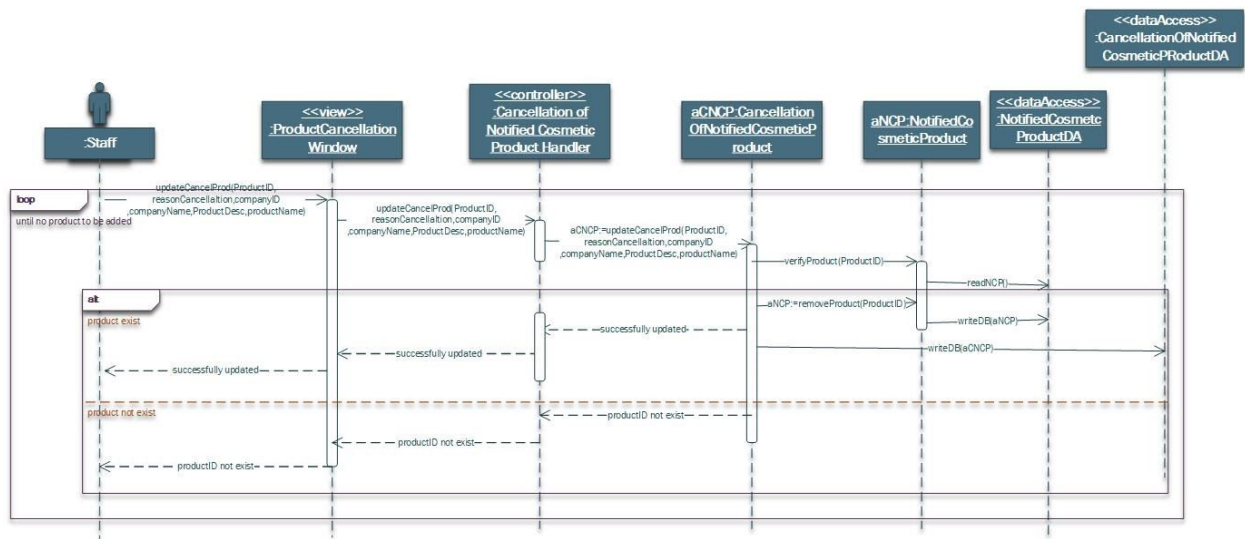 <<dataAccess>>
:CancellationOfNotified
CosmeticPRoductDA
:Staff
<<view>>
:ProductCancellation
Window
<<controller>>
:Cancellation of
Notified Cosmetic
Product Handler
aCNCP:Cancellation
OfNotifiedCosmeticP
roduct
aNCP:NotifiedCo
smeticProduct
<<dataAccess>>
:NotifiedCosmetc
ProductDA
loop
until no product to be added
updateCancelProd(ProductID,
reasonCancellaltion,companyID
,companyName,ProductDesc,productName)
updateCancelProd(ProductID,
reasonCancellaltion,companyID
,companyName,ProductDesc,productName)
aCNCP:=updateCancelProd(ProductID,
reasonCancellaltion,companyID
,companyName,ProductDesc,productName)
verifyProduct(ProductID)
readNCP()
alt
product exist
aNCP:=removeProduct(ProductID)
writeDB(aNCP)
successfully updated
writeDB(aCNCP)
successfully updated
successfully updated
product not exist
productID not exist
productID not exist
productID not exist